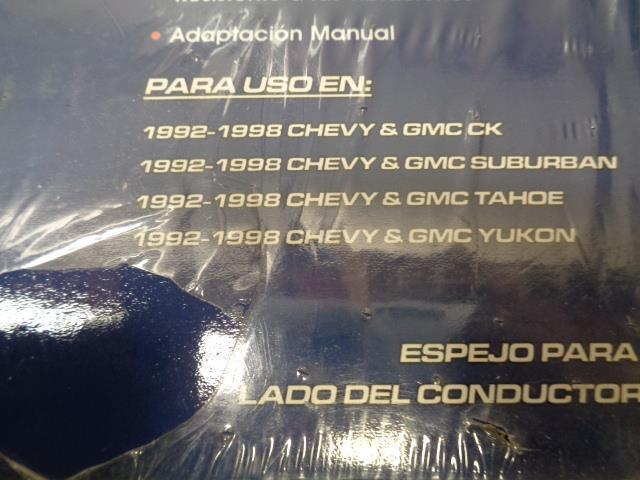 • Adaptación Manual
PARA USO EN:
1992-1998 CHEVY & GMC CK
1992-1998 CHEVY & GMC SUBURBAN
1992-1998 CHEVY & GMC TAHOE
1992-1998 CHEVY & GMC YUKON
ESPEJO PARA
LADO DEL CONDUCTOR